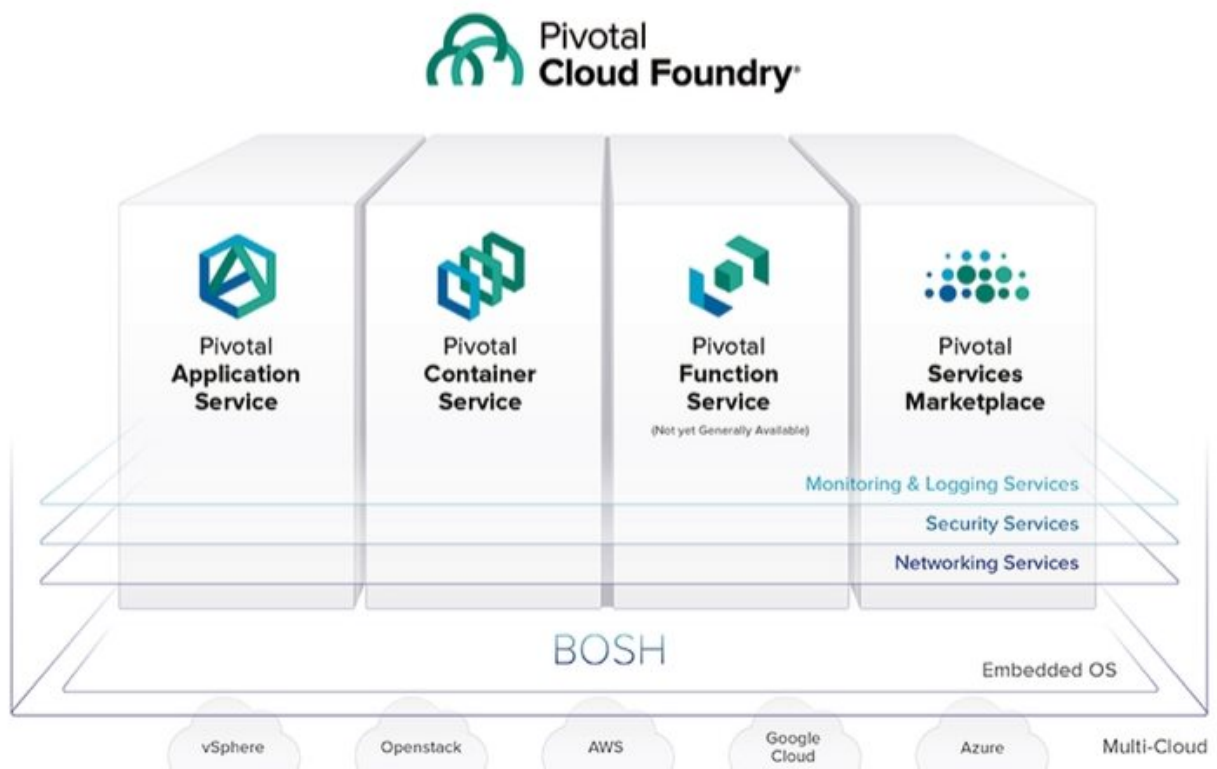 Pivotal
Cloud Foundry®
Pivotal
Application
Service
Pivotal
Container
Service
Pivotal
Function
Service
(Not yet Generally Available)
Pivotal
Services
Marketplace
Monitoring & Logging Services
Security Services
Networking Services
BOSH
Embedded OS
vSphere
Openstack
AWS
Google
Cloud
Azure
Multi-Cloud